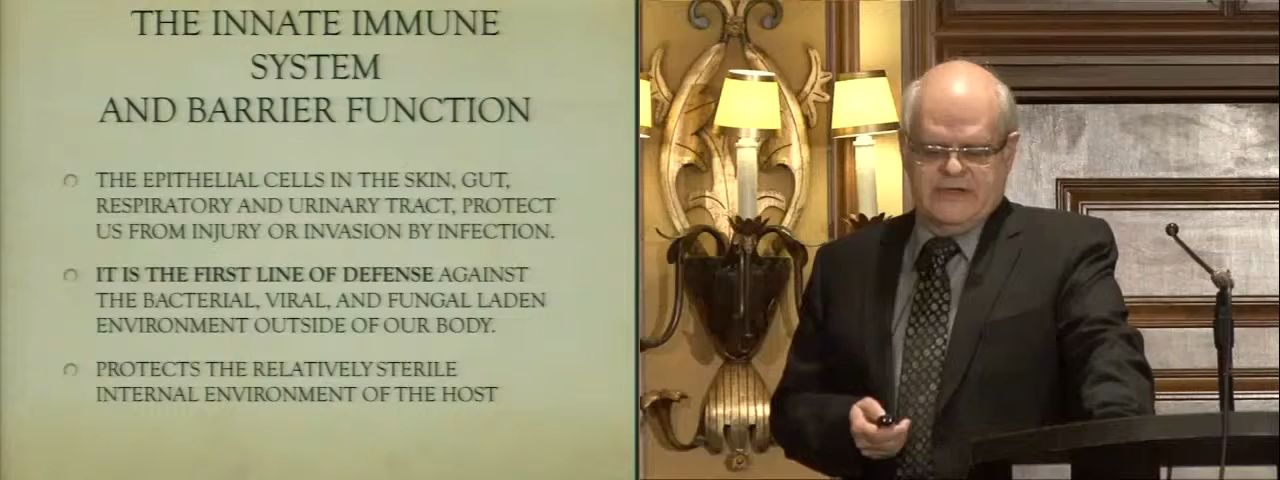 THE INNATE IMMUNE
SYSTEM
AND BARRIER FUNCTION
THE EPITHELIAL CELLS IN THE SKIN, GUT,
RESPIRATORY AND URINARY TRACT, PROTECT
US FROM INJURY OR INVASION BY INFECTION.
IT IS THE FIRST LINE OF DEFENSE AGAINST
THE BACTERIAL, VIRAL, AND FUNGAL LADEN
ENVIRONMENT OUTSIDE OF OUR BODY.
PROTECTS THE RELATIVELY STERILE
INTERNAL ENVIRONMENT OF THE HOST